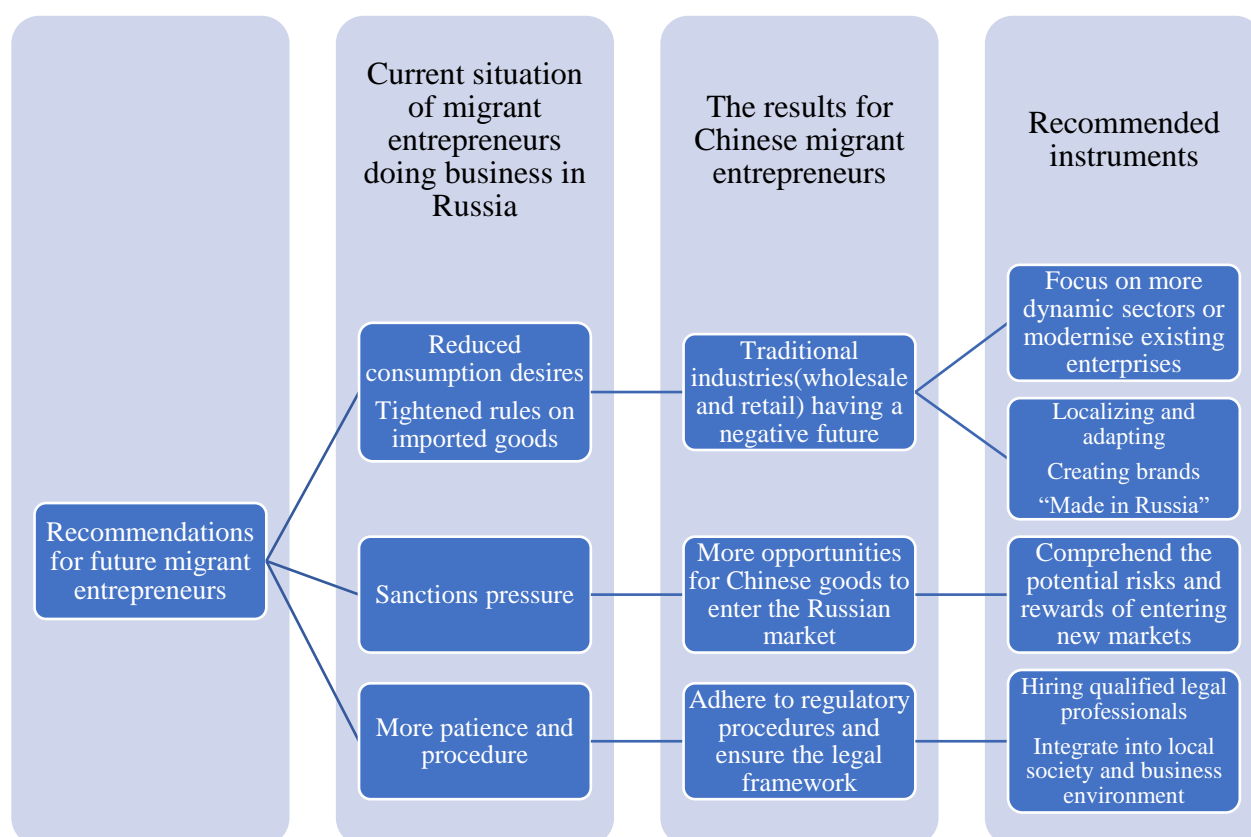 Current situation
of migrant
entrepreneurs
doing business in
Russia
The results for
Chinese migrant
entrepreneurs
Recommended
instruments
Recommendations
for future migrant
entrepreneurs
Reduced
consumption desires
Tightened rules on
imported goods
Traditional
industries(wholesale
and retail) having a
negative future
Focus on more
dynamic sectors or
modernise existing
enterprises
Localizing and
adapting
Creating brands
“Made in Russia”
Sanctions pressure
More opportunities
for Chinese goods to
enter the Russian
market
Comprehend the
potential risks and
rewards of entering
new markets
More patience and
procedure
Adhere to regulatory
procedures and
ensure the legal
framework
Hiring qualified legal
professionals
Integrate into local
society and business
environment